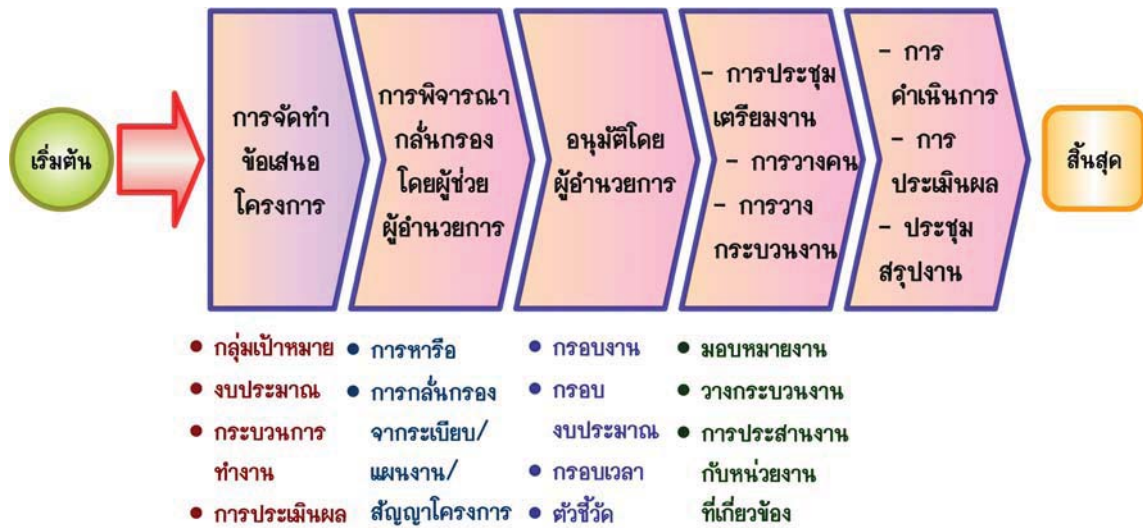 เริ่มต้น
การจัดทำ
ข้อเสนอ
โครงการ
การพิจารณา
กลั่นกรอง
โดยผู้ช่วย
ผู้อำนวยการ
อนุมัติโดย
ผู้อำนวยการ
- การประชุม
เตรียมงาน
- การวางคน
- การวาง
กระบวนงาน
- การ
ดำเนินการ
- การ
ประเมินผล
- ประชุม
สรุปงาน
สิ้นสุด
• กลุ่มเป้าหมาย
• งบประมาณ
• กระบวนการ
ทำงาน
• การประเมินผล
• การหารือ
• การกลั่นกรอง
จากระเบียบ/
แผนงาน/
สัญญาโครงการ
• กรอบงาน
• กรอบ
งบประมาณ
• กรอบเวลา
• ตัวชี้วัด
• มอบหมายงาน
• วางกระบวนงาน
• การประสานงาน
กับหน่วยงาน
ที่เกี่ยวข้อง